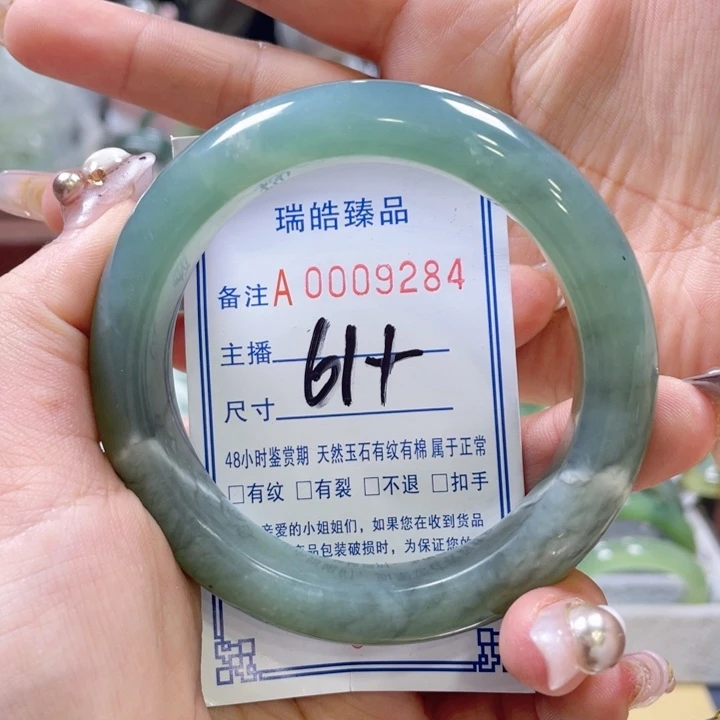 瑞皓臻品
备注 A 0009284
主播
61+
尺寸
48小时鉴赏期 天然玉石有纹有棉 属于正常
□有纹 □有裂 □不退 □扣手
亲爱的小姐姐们，如果您在收到货品
品包装破损时，为保证您的